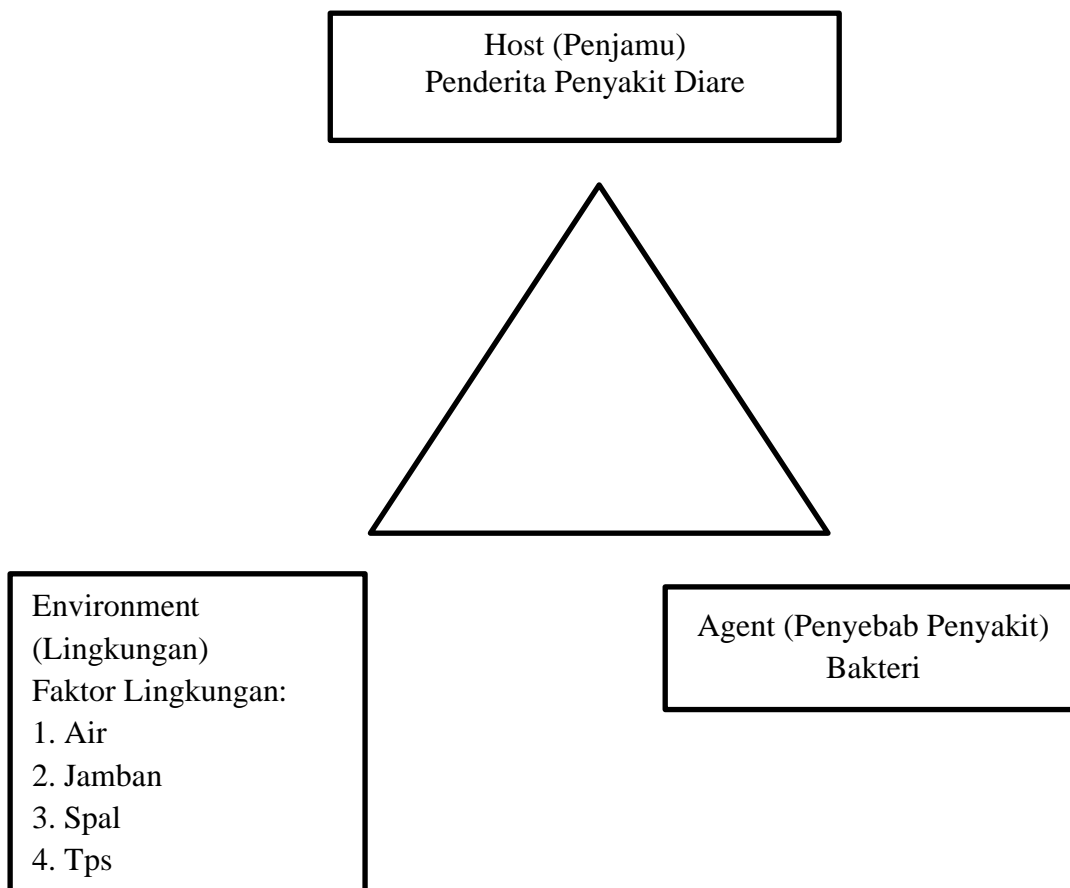 Host (Penjamu)
Penderita Penyakit Diare
Environment
(Lingkungan)
Faktor Lingkungan:
1. Air
2. Jamban
3. Spal
4. Tps
Agent (Penyebab Penyakit)
Bakteri